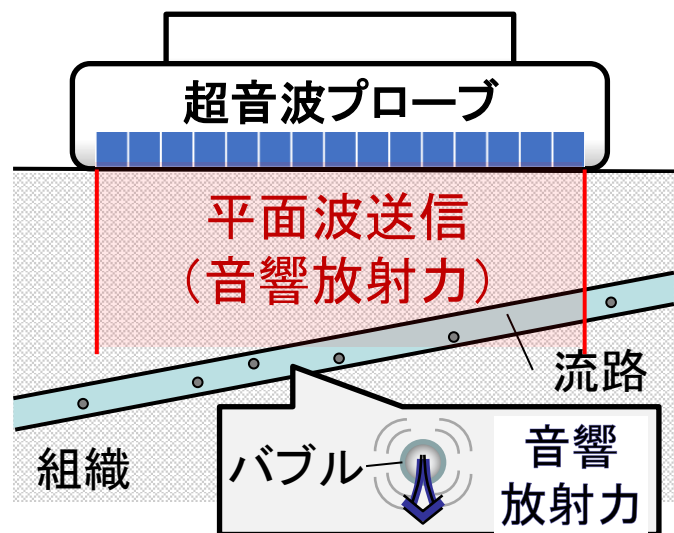 超音波プローブ
平面波送信
（音響放射力）
流路
組織
バブル
音響
放射力